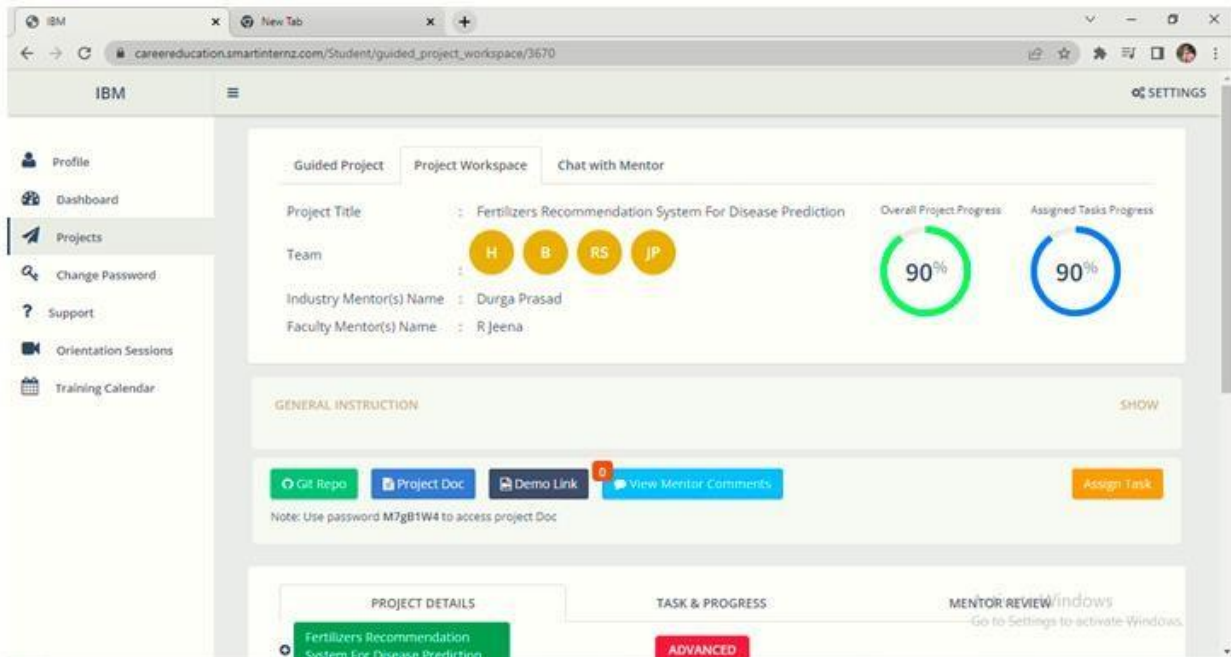 IBM
New Tab
careereducation.smartinternz.com/Student/guided_project_workspace/3670
IBM
SETTINGS
Profile
Dashboard
Projects
Change Password
Support
Orientation Sessions
Training Calendar
Guided Project Project Workspace Chat with Mentor
Project Title : Fertilizers Recommendation System For Disease Prediction
Team : H B RS JP
Industry Mentor(s) Name : Durga Prasad
Faculty Mentor(s) Name : R Jeena
Overall Project Progress Assigned Tasks Progress
90% 90%
GENERAL INSTRUCTION SHOW
Git Repo Project Doc Demo Link 0 View Mentor Comments Assign Task
Note: Use password M7gB1W4 to access project Doc
PROJECT DETAILS TASK & PROGRESS MENTOR REVIEW
Activate Windows
Go to Settings to activate Windows.
Fertilizers Recommendation
System For Disease Prediction
ADVANCED